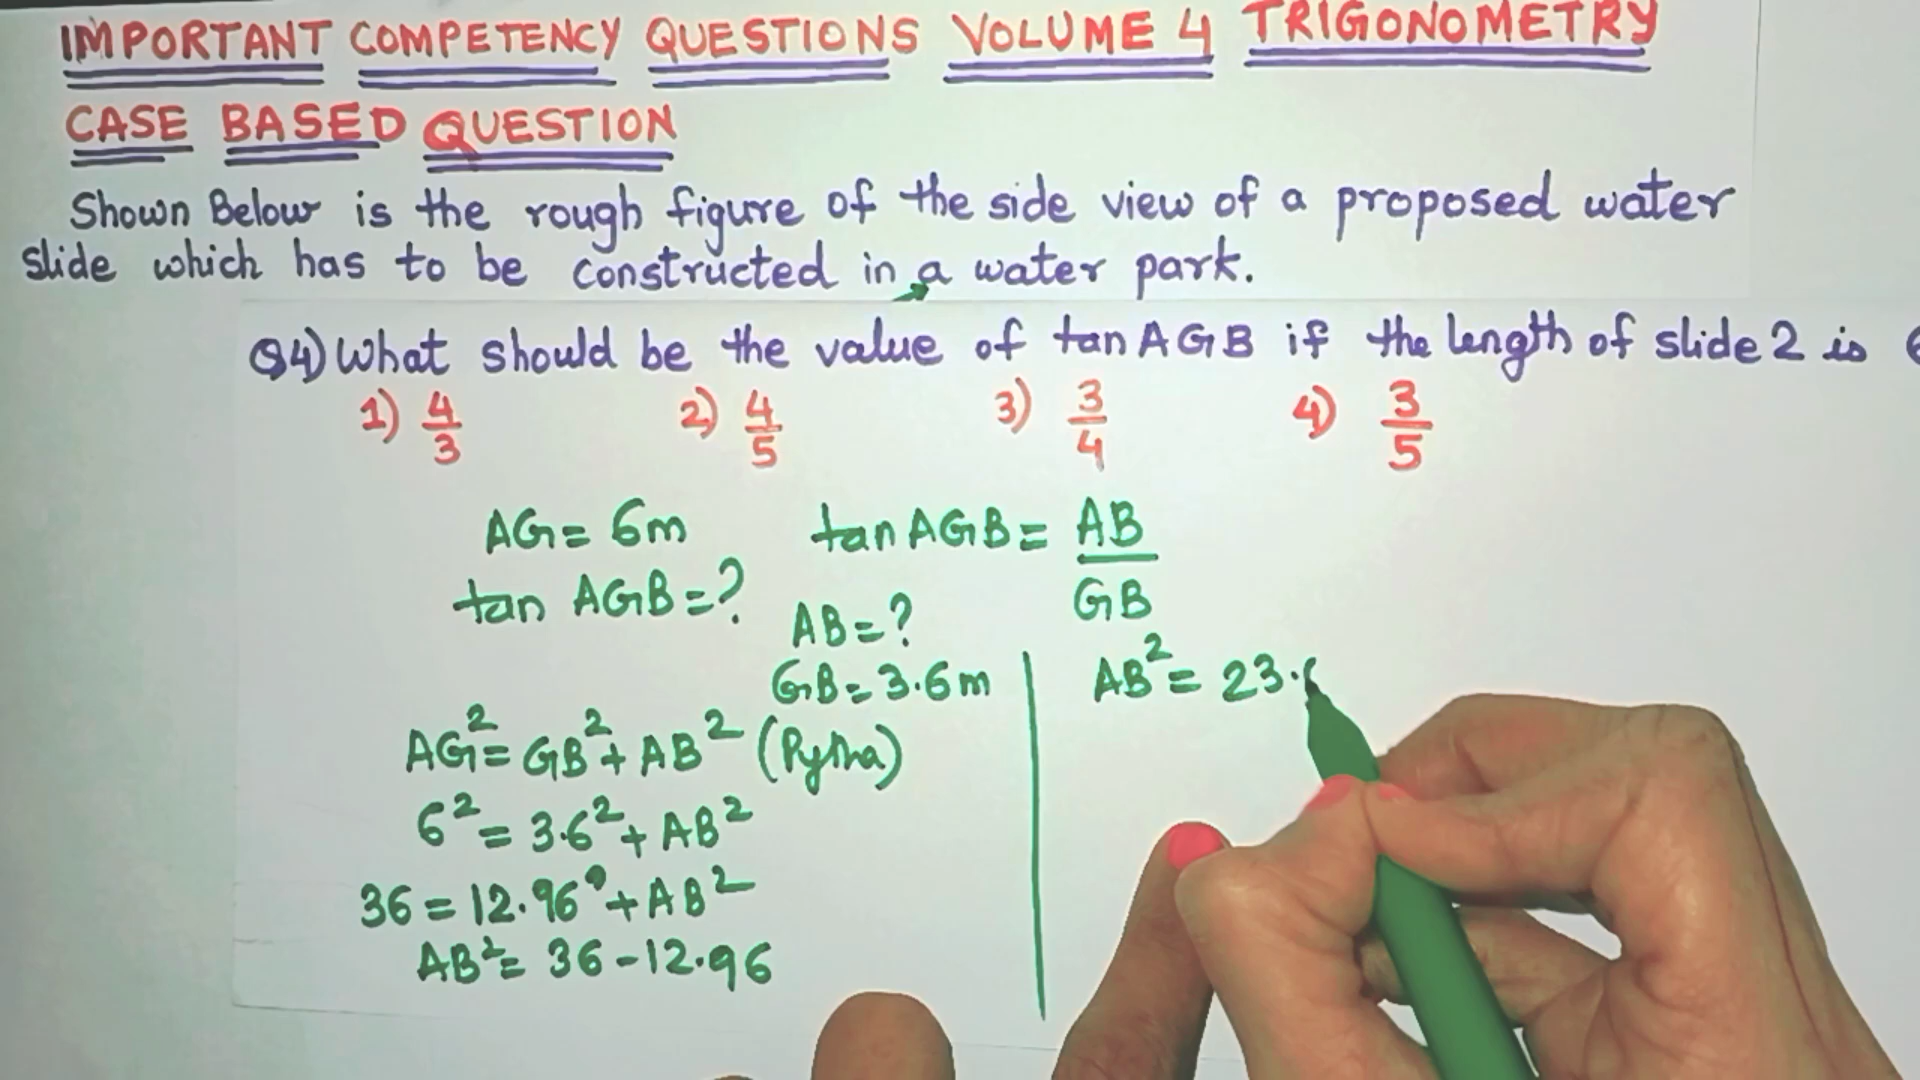 IMPORTANT COMPETENCY QUESTIONS VOLUME 4 TRIGONOMETRY
CASE BASED QUESTION
Shown Below is the rough figure of the side view of a proposed water
slide which has to be constructed in a water park.
Q4) What should be the value of tan AGB if the length of slide 2 is
1) 4/3 2) 4/5 3) 3/4 4) 3/5
AG = 6m tan AGB = AB/GB
tan AGB = ?
AB = ?
GB = 3.6m
AG² = GB² + AB² (Pytha)
6² = 3.6² + AB²
36 = 12.96 + AB²
AB² = 36 - 12.96
AB² = 23.